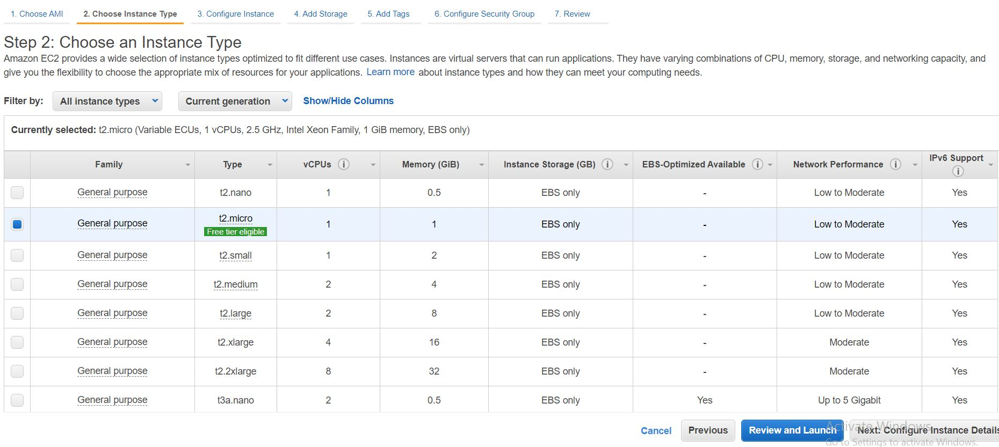 1. Choose AMI 2. Choose Instance Type 3. Configure Instance 4. Add Storage 5. Add Tags 6. Configure Security Group 7. Review
Step 2: Choose an Instance Type
Amazon EC2 provides a wide selection of instance types optimized to fit different use cases. Instances are virtual servers that can run applications. They have varying combinations of CPU, memory, storage, and networking capacity, and
give you the flexibility to choose the appropriate mix of resources for your applications. Learn more about instance types and how they can meet your computing needs.
Filter by: All instance types Current generation Show/Hide Columns
Currently selected: t2.micro (Variable ECUs, 1 vCPUs, 2.5 GHz, Intel Xeon Family, 1 GiB memory, EBS only)
Family Type vCPUs Memory (GiB) Instance Storage (GB) EBS-Optimized Available Network Performance IPv6 Support
General purpose t2.nano 1 0.5 EBS only - Low to Moderate Yes
General purpose t2.micro 1 1 EBS only - Low to Moderate Yes
Free tier eligible
General purpose t2.small 1 2 EBS only - Low to Moderate Yes
General purpose t2.medium 2 4 EBS only - Low to Moderate Yes
General purpose t2.large 2 8 EBS only - Low to Moderate Yes
General purpose t2.xlarge 4 16 EBS only - Moderate Yes
General purpose t2.2xlarge 8 32 EBS only - Moderate Yes
General purpose t3a.nano 2 0.5 EBS only Yes Up to 5 Gigabit Yes
Cancel Previous Review and Launch Next: Configure Instance Details
Activate Windows
Go to Settings to activate Windows.